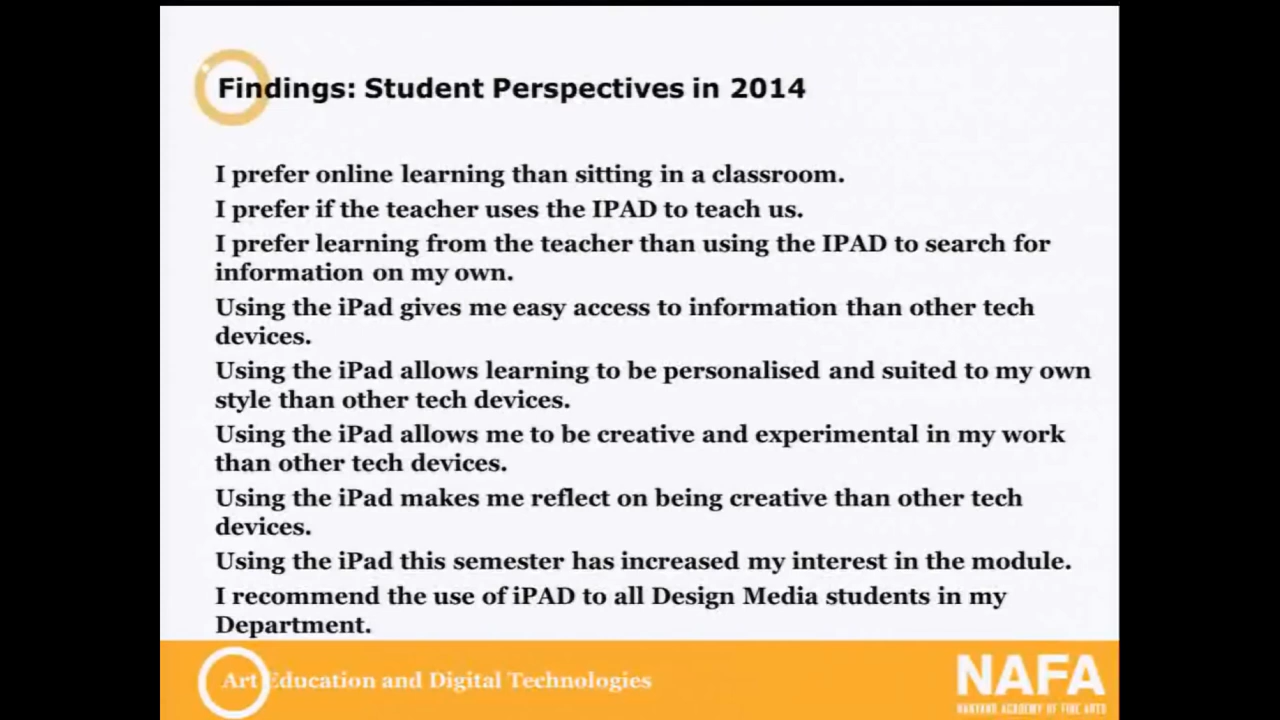 Findings: Student Perspectives in 2014
I prefer online learning than sitting in a classroom.
I prefer if the teacher uses the IPAD to teach us.
I prefer learning from the teacher than using the IPAD to search for
information on my own.
Using the iPad gives me easy access to information than other tech
devices.
Using the iPad allows learning to be personalised and suited to my own
style than other tech devices.
Using the iPad allows me to be creative and experimental in my work
than other tech devices.
Using the iPad makes me reflect on being creative than other tech
devices.
Using the iPad this semester has increased my interest in the module.
I recommend the use of iPAD to all Design Media students in my
Department.
Art Education and Digital Technologies
NAFA
NANYANG ACADEMY OF FINE ARTS